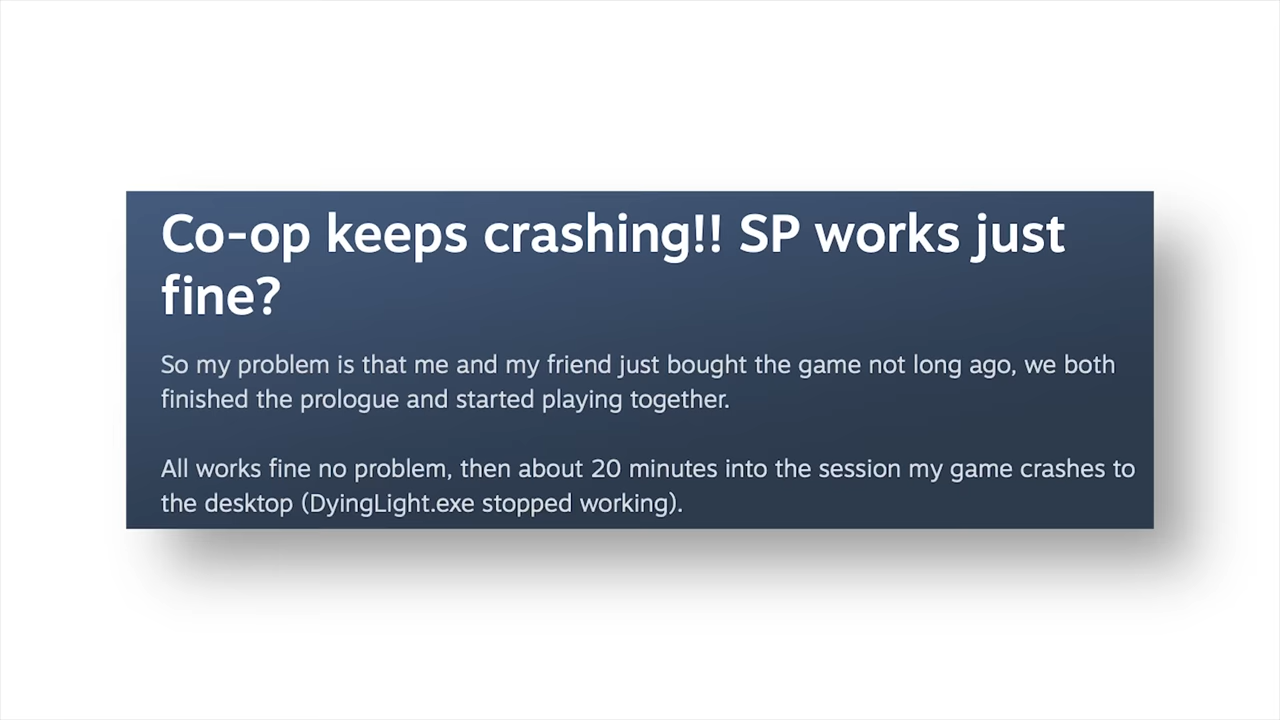 Co-op keeps crashing!! SP works just
fine?
So my problem is that me and my friend just bought the game not long ago, we both
finished the prologue and started playing together.
All works fine no problem, then about 20 minutes into the session my game crashes to
the desktop (DyingLight.exe stopped working).